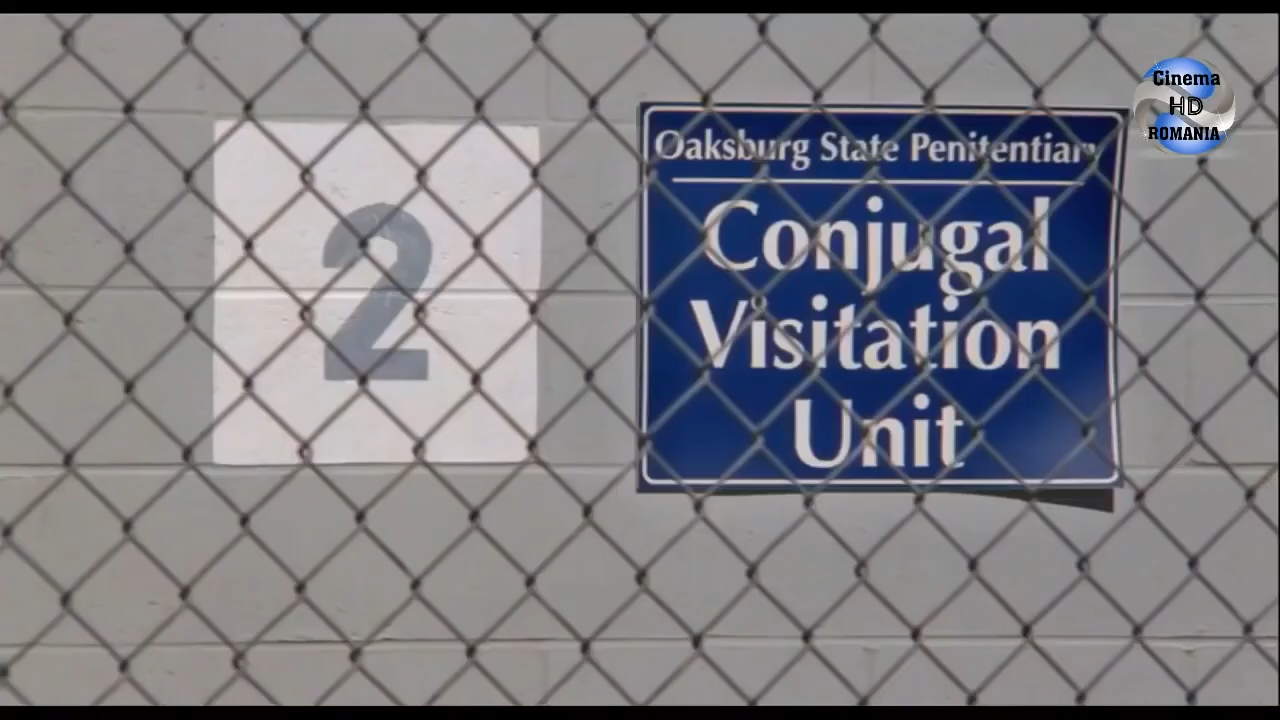 2
Oaksburg State Penitentiary
Conjugal
Visitation
Unit
Cinema
HD
ROMANIA